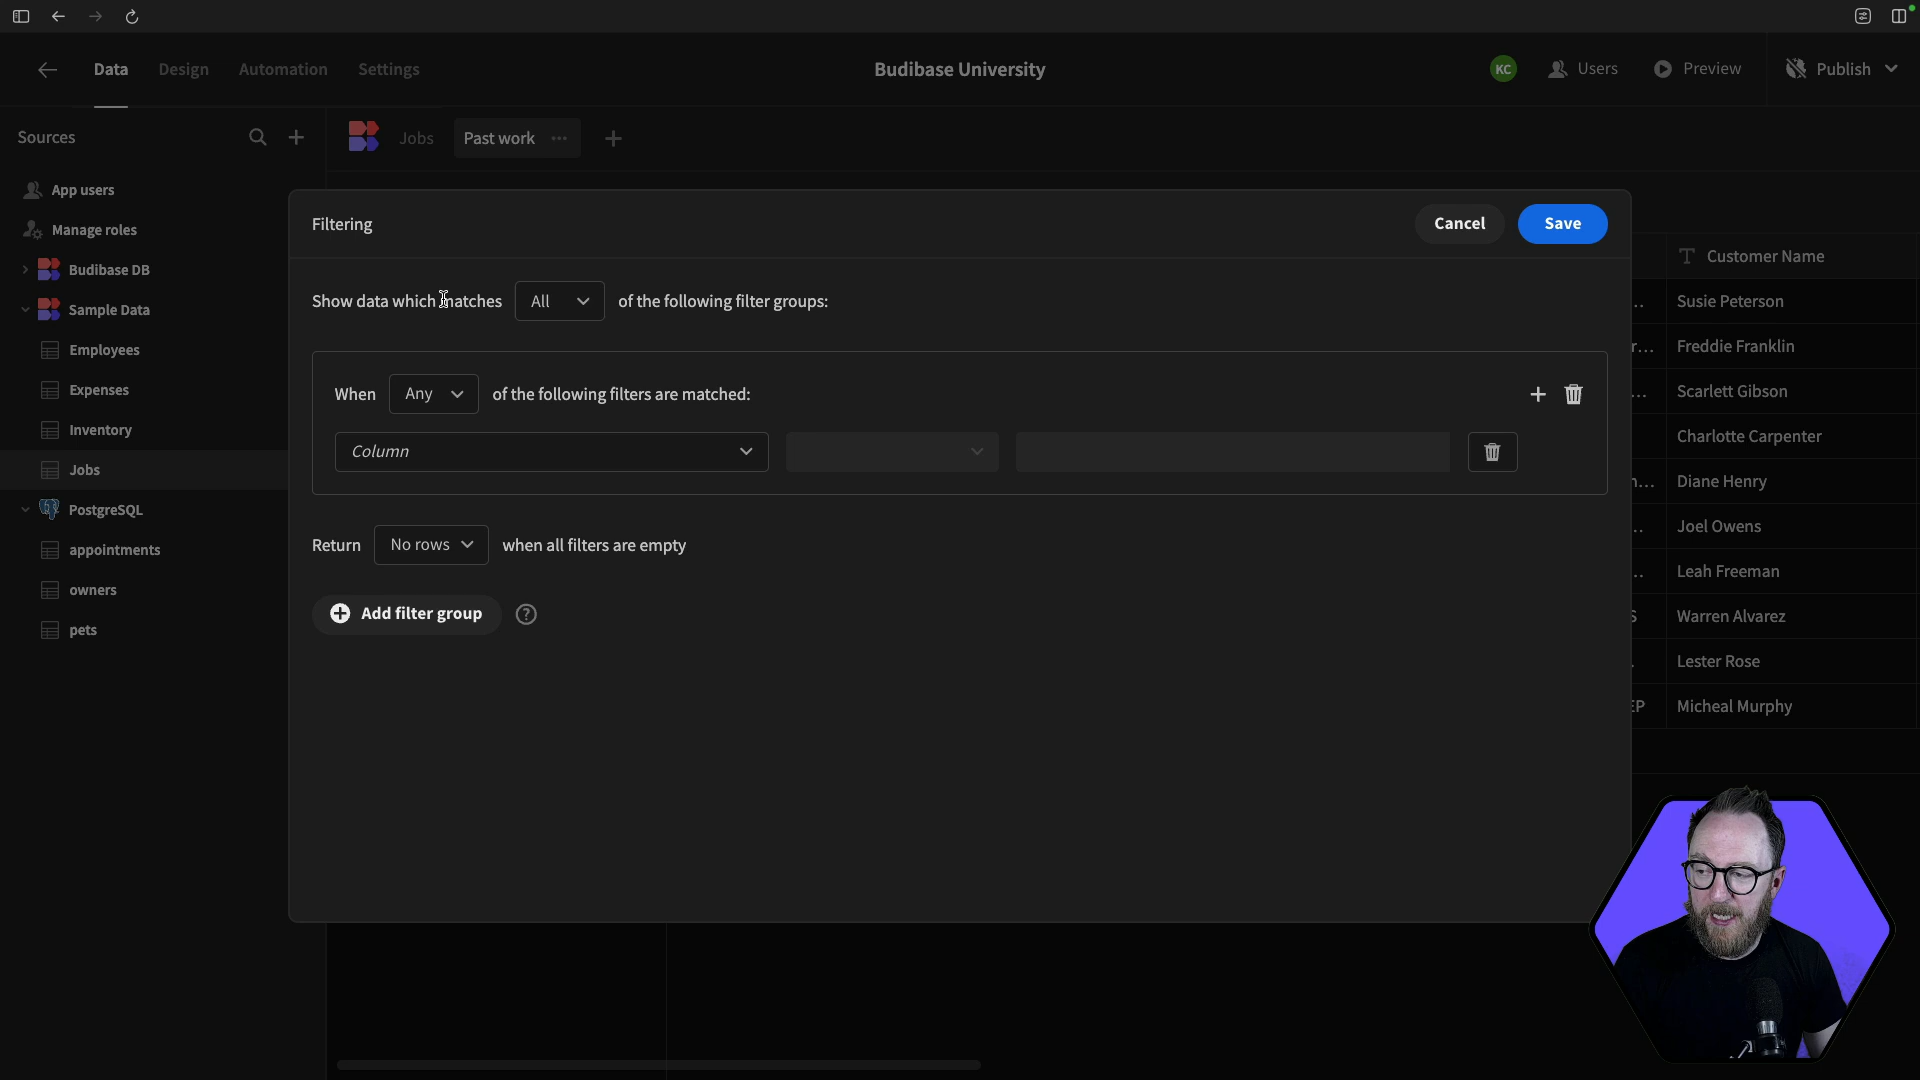 Data
Design
Automation
Settings
Budibase University
KC
Users
Preview
Publish
Sources
Jobs
Past work
App users
Manage roles
Budibase DB
Sample Data
Employees
Expenses
Inventory
Jobs
PostgreSQL
appointments
owners
pets
Filtering
Cancel
Save
Show data which matches All of the following filter groups:
When Any of the following filters are matched:
Column
Return No rows when all filters are empty
Add filter group
?
Customer Name
Susie Peterson
Freddie Franklin
Scarlett Gibson
Charlotte Carpenter
Diane Henry
Joel Owens
Leah Freeman
Warren Alvarez
Lester Rose
Micheal Murphy